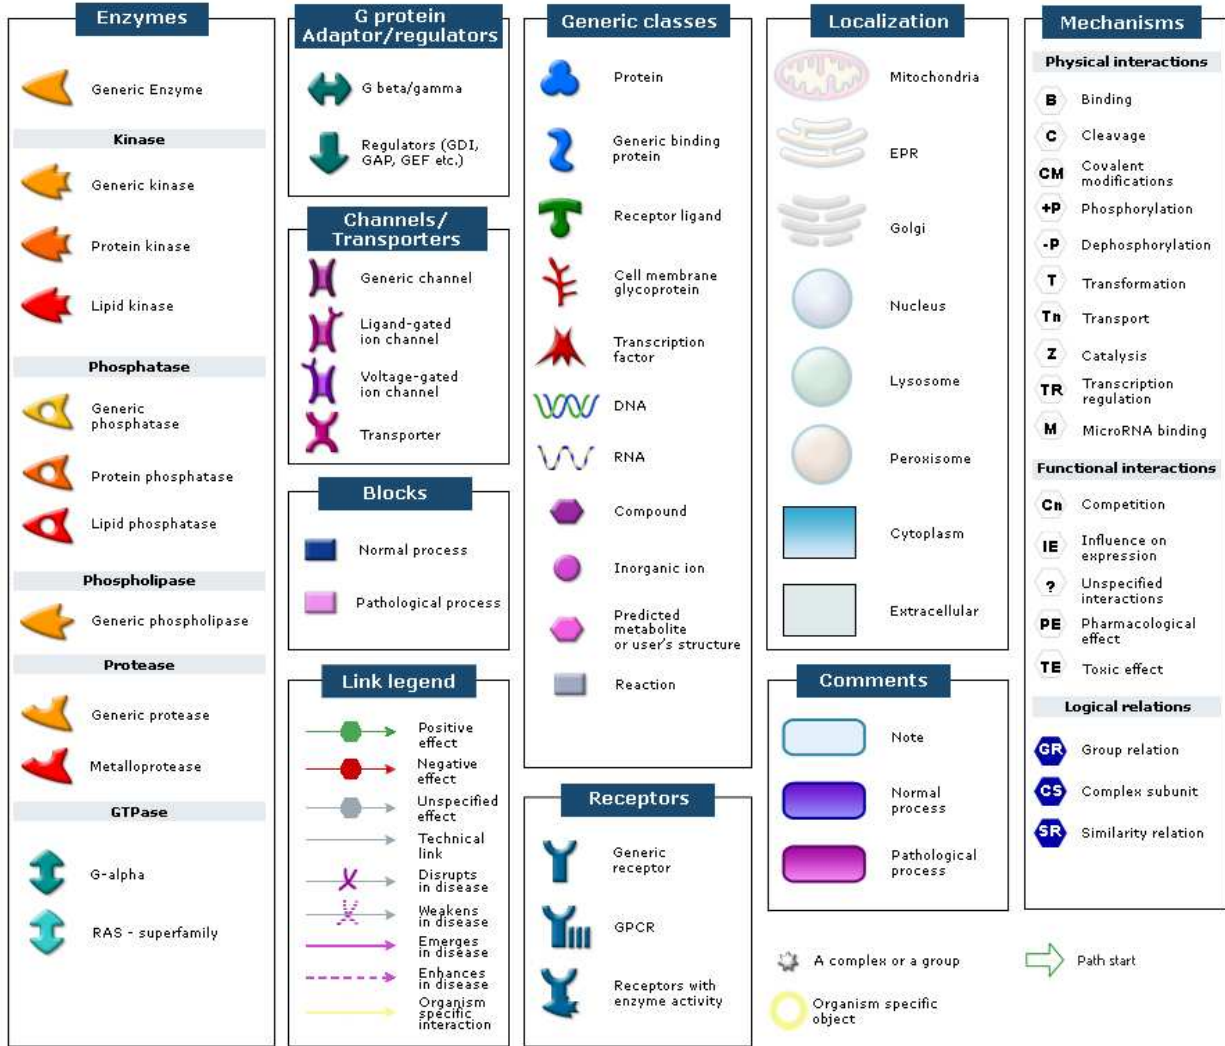 Enzymes
Generic Enzyme
Kinase
Generic kinase
Protein kinase
Lipid kinase
Phosphatase
Generic
phosphatase
Protein phosphatase
Lipid phosphatase
Phospholipase
Generic phospholipase
Protease
Generic protease
Metalloprotease
GTPase
G-alpha
RAS - superfamily
G protein
Adaptor/regulators
G beta/gamma
Regulators (GDI,
GAP, GEF etc.)
Channels/
Transporters
Generic channel
Ligand-gated
ion channel
Voltage-gated
ion channel
Transporter
Blocks
Normal process
Pathological process
Link legend
Positive
effect
Negative
effect
Unspecified
effect
Technical
link
Disrupts
in disease
Weakens
in disease
Emerges
in disease
Enhances
in disease
Organism
specific
interaction
Generic classes
Protein
Generic binding
protein
Receptor ligand
Cell membrane
glycoprotein
Transcription
factor
DNA
RNA
Compound
Inorganic ion
Predicted
metabolite
or user's structure
Reaction
Receptors
Generic
receptor
GPCR
Receptors with
enzyme activity
Localization
Mitochondria
EPR
Golgi
Nucleus
Lysosome
Peroxisome
Cytoplasm
Extracellular
Comments
Note
Normal
process
Pathological
process
A complex or a group
Organism specific
object
Mechanisms
Physical interactions
B Binding
C Cleavage
CM Covalent
modifications
+P Phosphorylation
-P Dephosphorylation
T Transformation
Tn Transport
Z Catalysis
TR Transcription
regulation
M MicroRNA binding
Functional interactions
Cn Competition
IE Influence on
expression
? Unspecified
interactions
PE Pharmacological
effect
TE Toxic effect
Logical relations
GR Group relation
CS Complex subunit
SR Similarity relation
Path start